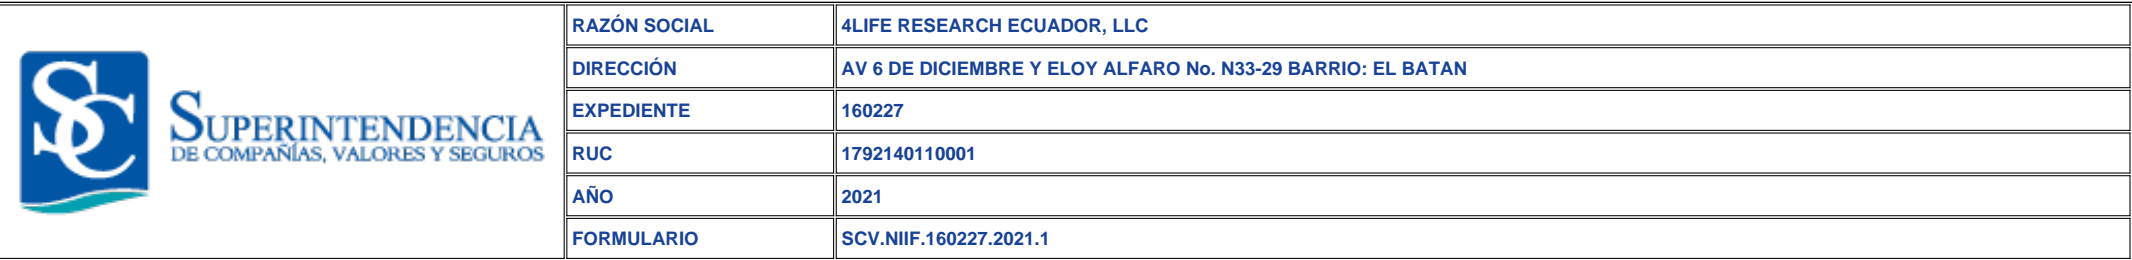 SC
SUPERINTENDENCIA
DE COMPAÑÍAS, VALORES Y SEGUROS
RAZÓN SOCIAL 4LIFE RESEARCH ECUADOR, LLC
DIRECCIÓN AV 6 DE DICIEMBRE Y ELOY ALFARO No. N33-29 BARRIO: EL BATAN
EXPEDIENTE 160227
RUC 1792140110001
AÑO 2021
FORMULARIO SCV.NIIF.160227.2021.1